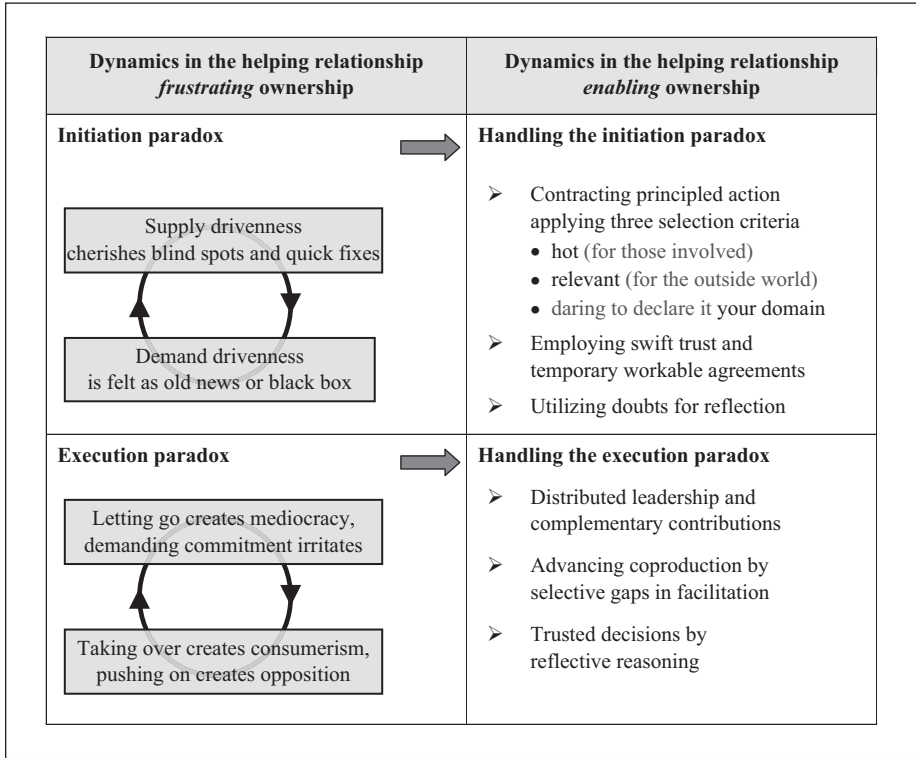 Dynamics in the helping relationship
frustrating ownership
Dynamics in the helping relationship
enabling ownership
Initiation paradox
Supply drivenness
cherishes blind spots and quick fixes
Demand drivenness
is felt as old news or black box
Handling the initiation paradox
➢ Contracting principled action
applying three selection criteria
• hot (for those involved)
• relevant (for the outside world)
• daring to declare it your domain
➢ Employing swift trust and
temporary workable agreements
➢ Utilizing doubts for reflection
Execution paradox
Letting go creates mediocracy,
demanding commitment irritates
Taking over creates consumerism,
pushing on creates opposition
Handling the execution paradox
➢ Distributed leadership and
complementary contributions
➢ Advancing coproduction by
selective gaps in facilitation
➢ Trusted decisions by
reflective reasoning